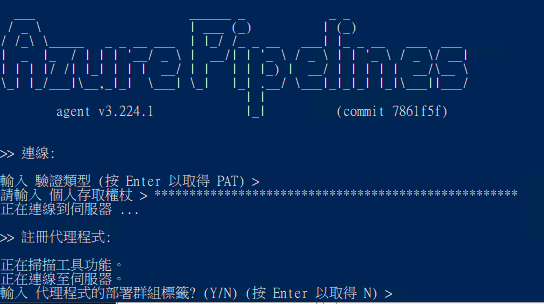 AzurePipelines
agent v3.224.1 (commit 7861f5f)
>> 連線:
輸入 驗證類型 (按 Enter 以取得 PAT) >
請輸入 個人存取權杖 > ****************************************************
正在連線到伺服器 ...
>> 註冊代理程式:
正在掃描工具功能。
正在連線至伺服器。
輸入 代理程式的部署群組標籤? (Y/N) (按 Enter 以取得 N) >